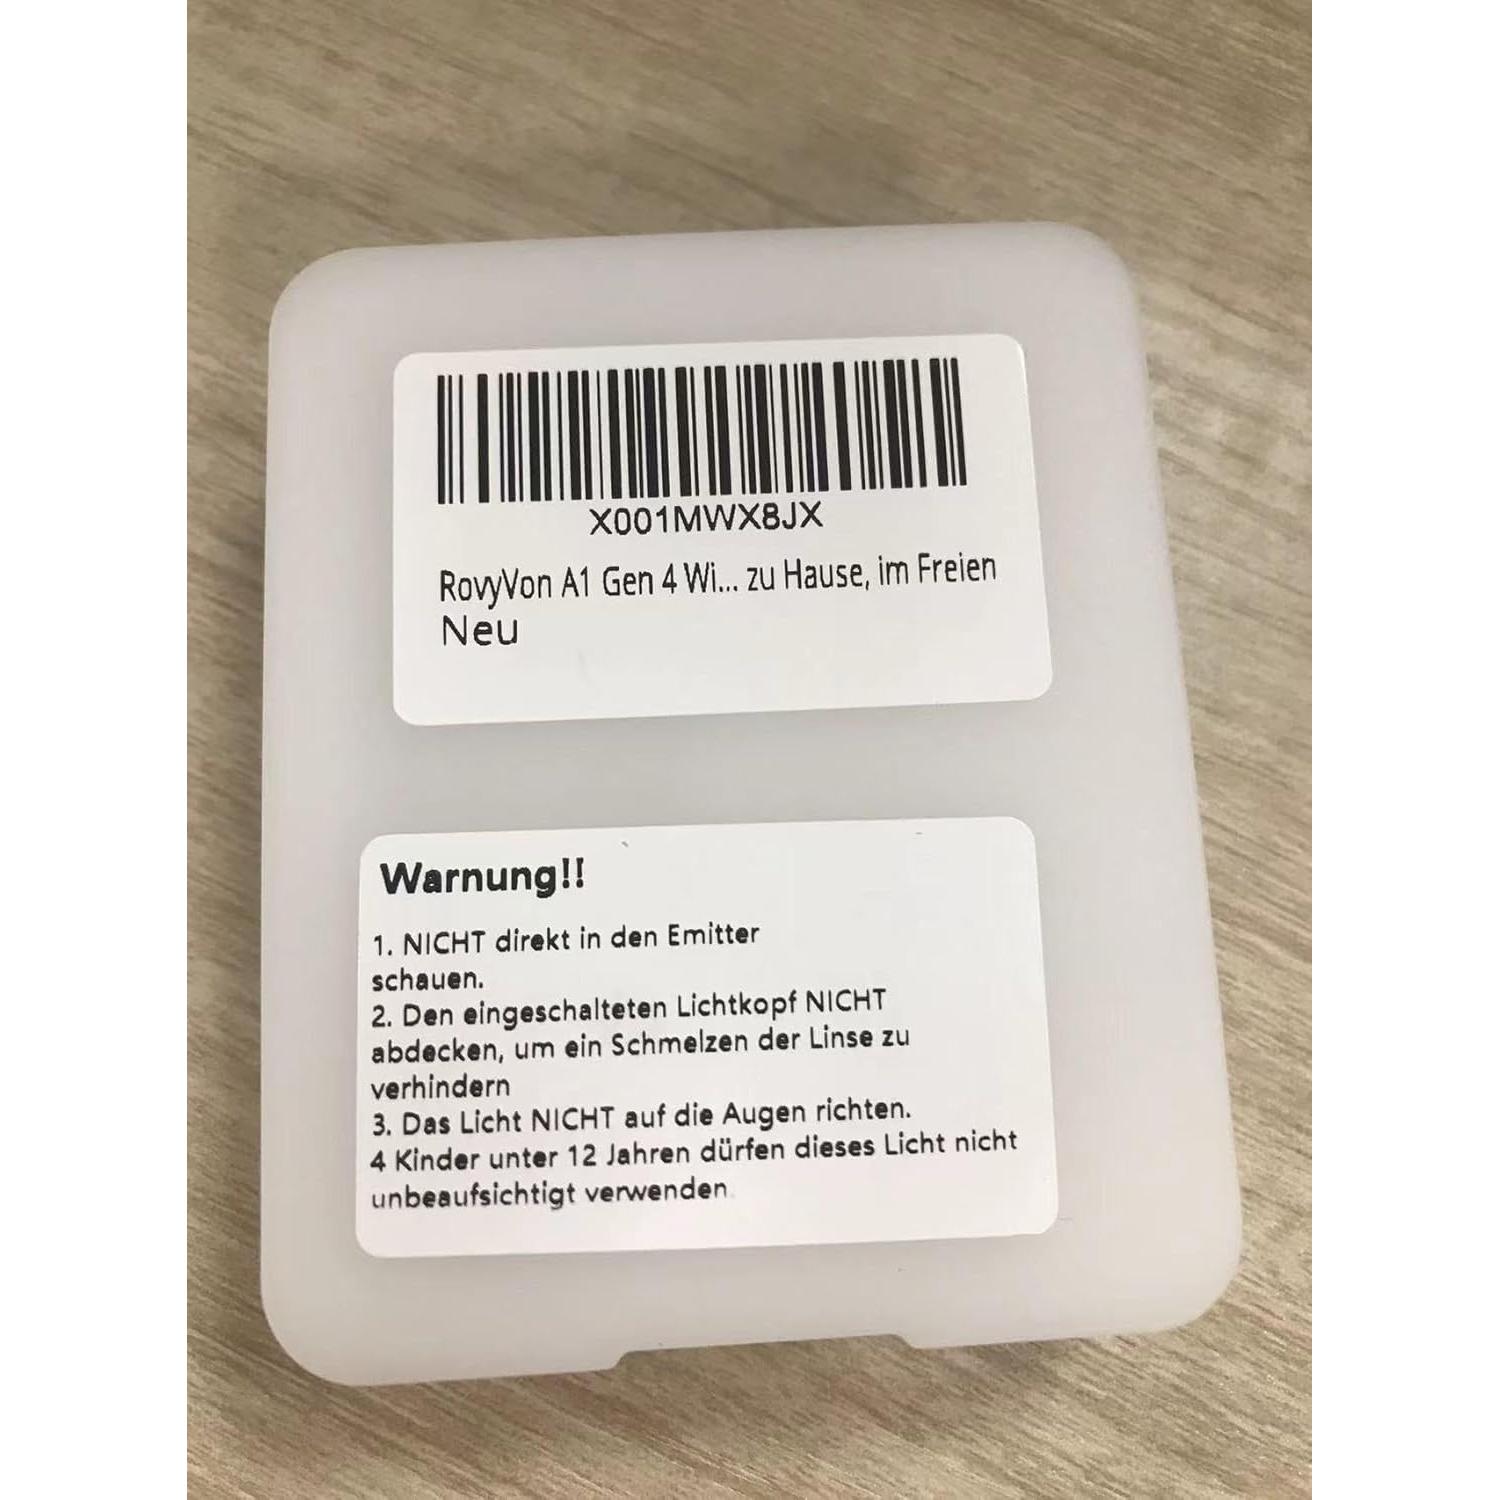 X001MWX8JX
RovyVon A1 Gen 4 Wi... zu Hause, im Freien
Neu
Warnung!!
1. NICHT direkt in den Emitter
schauen.
2. Den eingeschalteten Lichtkopf NICHT
abdecken, um ein Schmelzen der Linse zu
verhindern
3. Das Licht NICHT auf die Augen richten.
4 Kinder unter 12 Jahren dürfen dieses Licht nicht
unbeaufsichtigt verwenden.